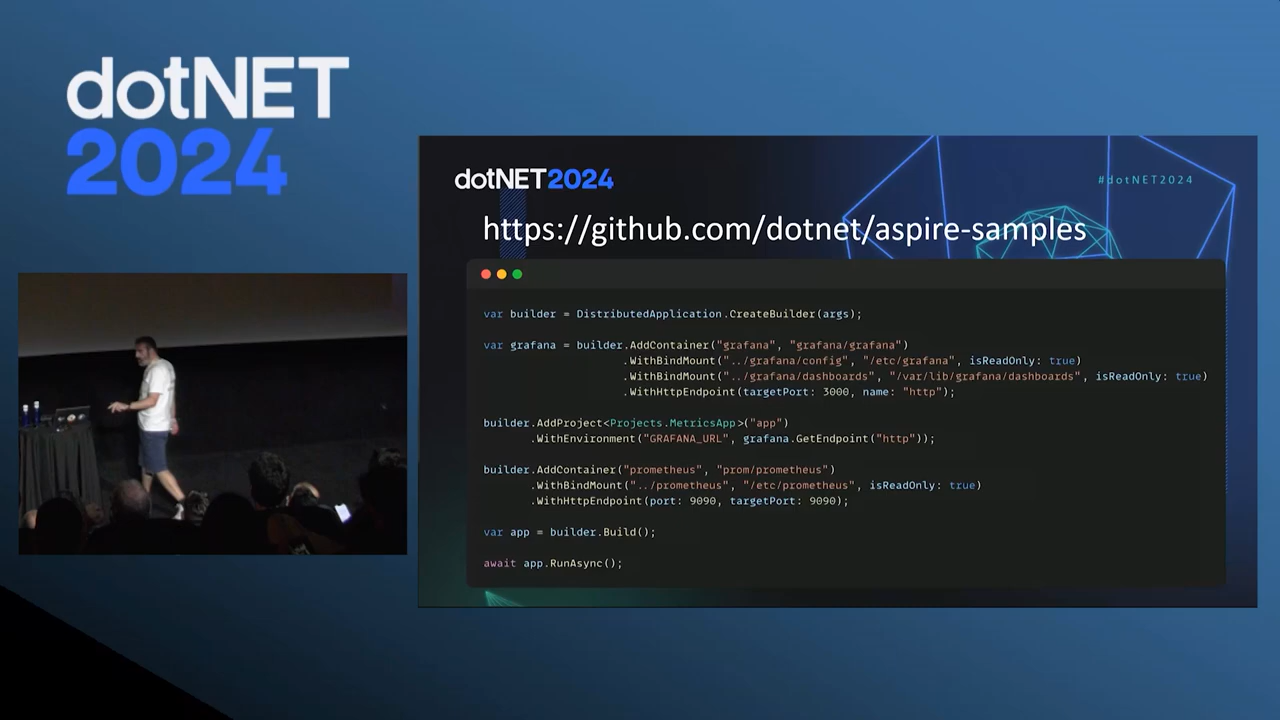 dotNET
2024
dotNET2024
#dotNET2024
https://github.com/dotnet/aspire-samples
var builder = DistributedApplication.CreateBuilder(args);
var grafana = builder.AddContainer("grafana", "grafana/grafana")
.WithBindMount("../grafana/config", "/etc/grafana", isReadOnly: true)
.WithBindMount("../grafana/dashboards", "/var/lib/grafana/dashboards", isReadOnly: true)
.WithHttpEndpoint(targetPort: 3000, name: "http");
builder.AddProject<Projects.MetricsApp>("app")
.WithEnvironment("GRAFANA_URL", grafana.GetEndpoint("http"));
builder.AddContainer("prometheus", "prom/prometheus")
.WithBindMount("../prometheus", "/etc/prometheus", isReadOnly: true)
.WithHttpEndpoint(port: 9090, targetPort: 9090);
var app = builder.Build();
await app.RunAsync();